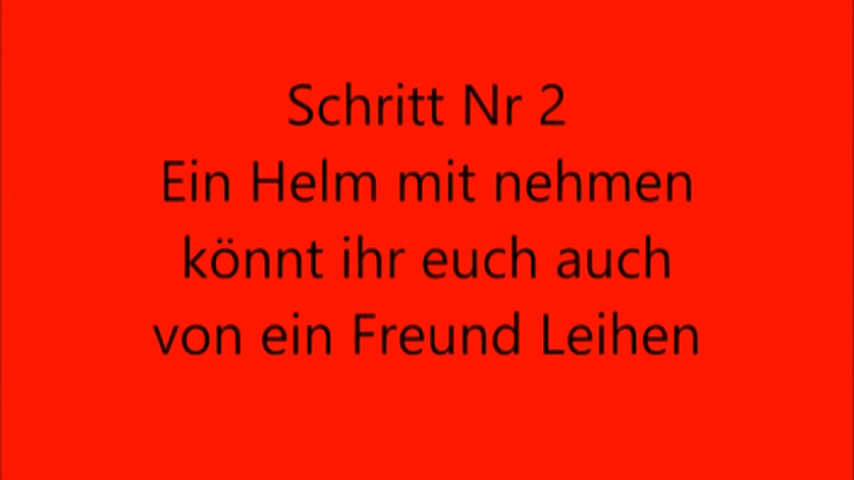 Schritt Nr 2
Ein Helm mit nehmen
könnt ihr euch auch
von ein Freund Leihen